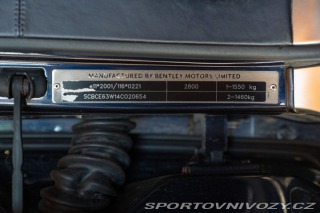 MANUFACTURED BY BENTLEY MOTORS LIMITED
e11*2001/116*0221 2800 1-1550 kg
SCBCE63W14C020654 2-1460kg
SPORTOVNIVOZY.CZ